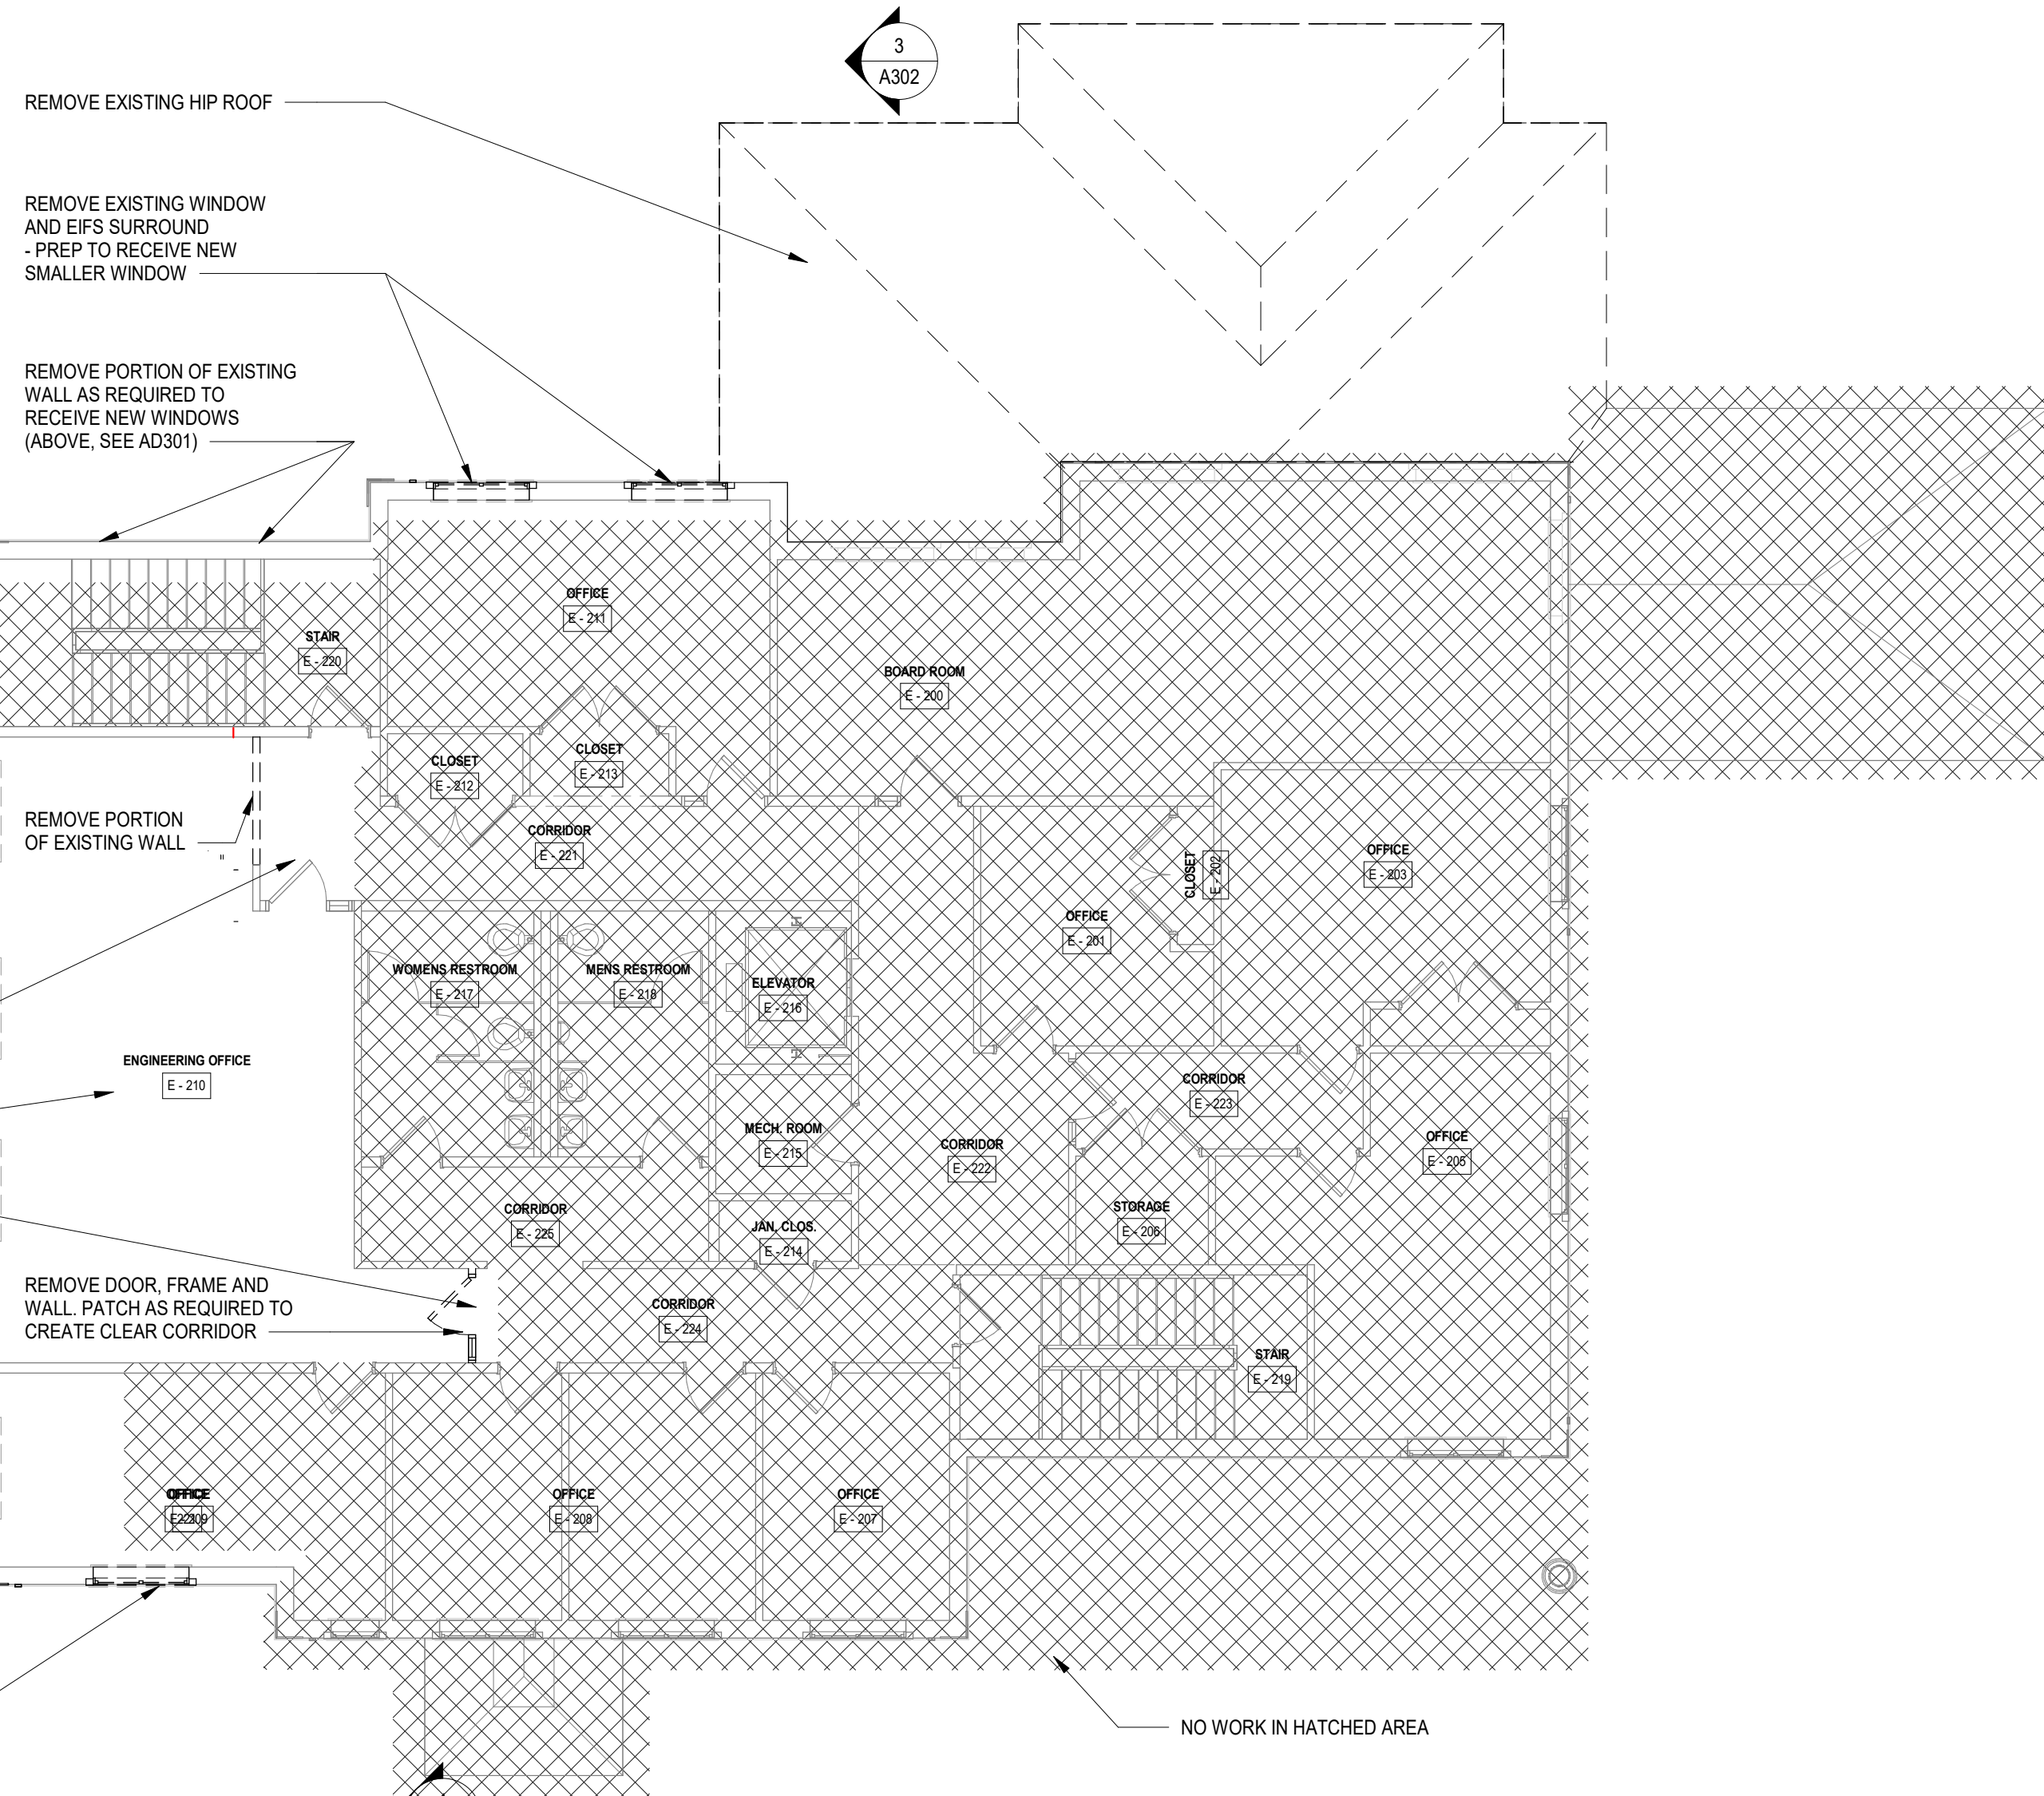 3
A302
REMOVE EXISTING HIP ROOF
REMOVE EXISTING WINDOW
AND EIFS SURROUND
- PREP TO RECEIVE NEW
SMALLER WINDOW
REMOVE PORTION OF EXISTING
WALL AS REQUIRED TO
RECEIVE NEW WINDOWS
(ABOVE, SEE AD301)
OFFICE
E - 211
STAIR
E - 220
BOARD ROOM
E - 200
CLOSET
E - 212
CLOSET
E - 213
REMOVE PORTION
OF EXISTING WALL
CORRIDOR
E - 221
CLOSET
E - 202
OFFICE
E - 203
OFFICE
E - 201
WOMENS RESTROOM
E - 217
MENS RESTROOM
E - 218
ELEVATOR
E - 216
ENGINEERING OFFICE
E - 210
CORRIDOR
E - 223
MECH. ROOM
E - 215
CORRIDOR
E - 222
OFFICE
E - 205
CORRIDOR
E - 225
JAN. CLOS.
E - 214
STORAGE
E - 206
REMOVE DOOR, FRAME AND
WALL. PATCH AS REQUIRED TO
CREATE CLEAR CORRIDOR
CORRIDOR
E - 224
STAIR
E - 219
OFFICE
OFFICE
E - 208
OFFICE
E - 207
NO WORK IN HATCHED AREA